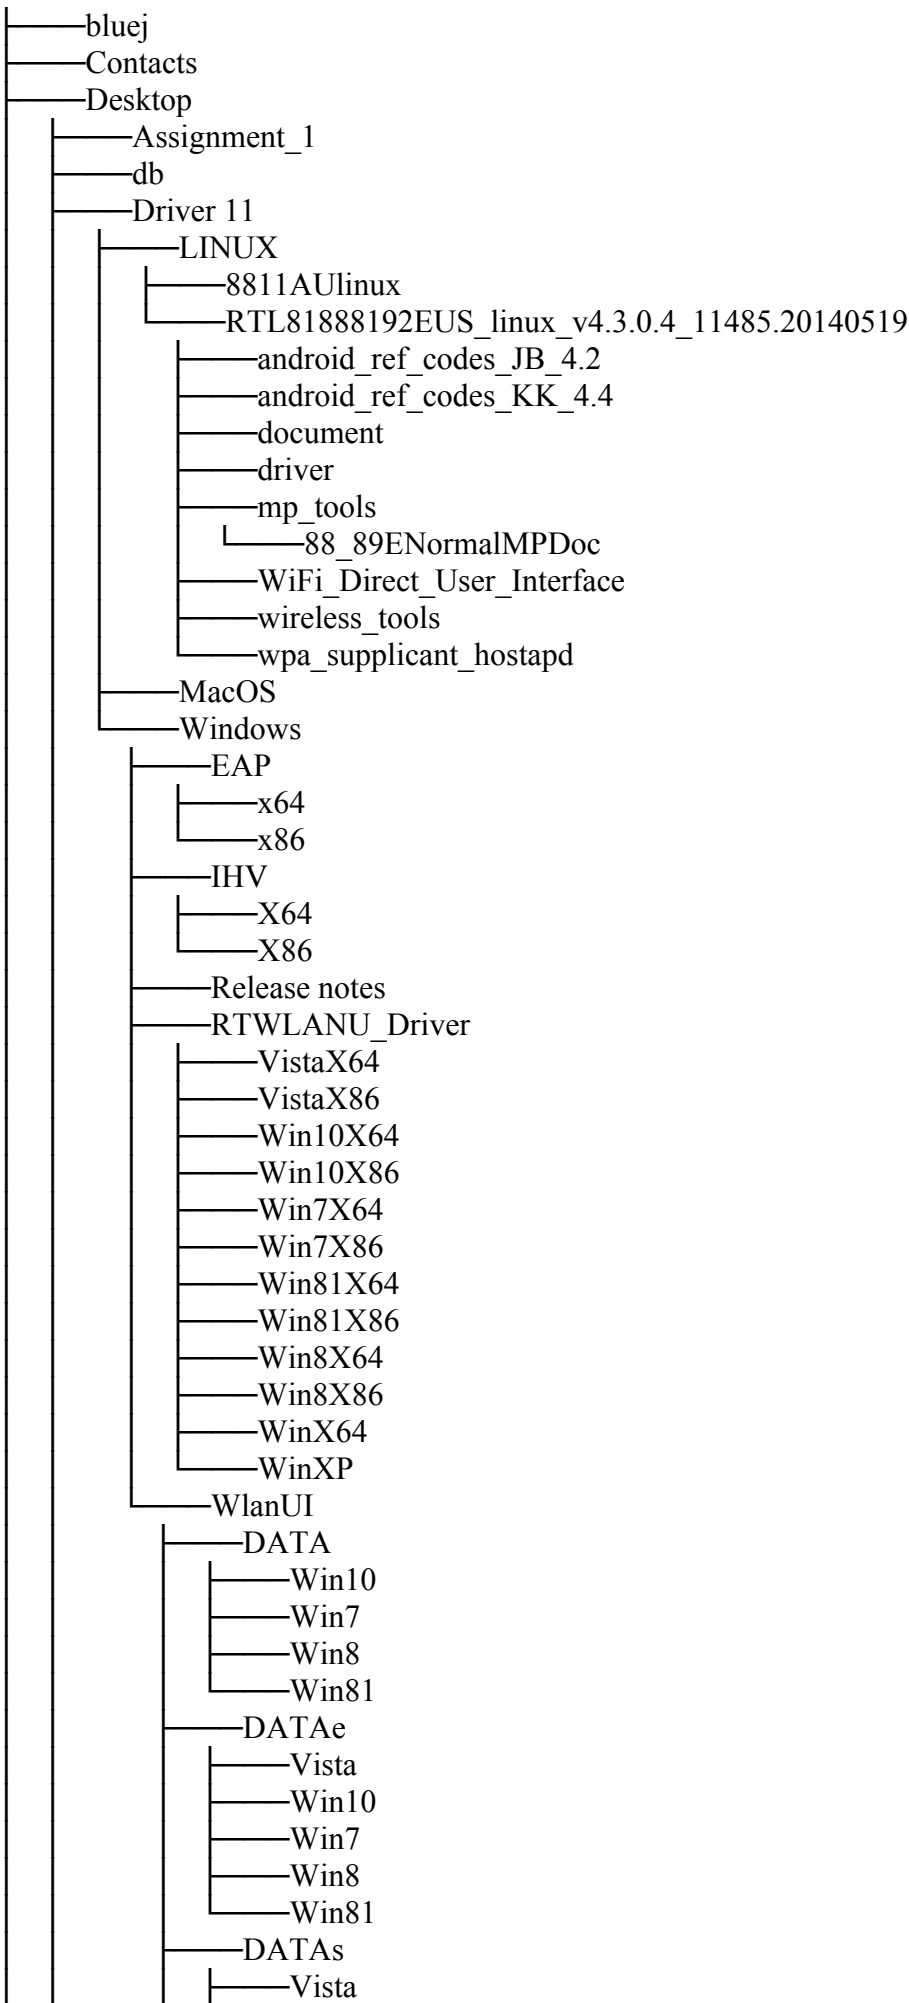 bluej
Contacts
Desktop
Assignment_1
db
Driver 11
LINUX
8811AUlinux
RTL81888192EUS_linux_v4.3.0.4_11485.20140519
android_ref_codes_JB_4.2
android_ref_codes_KK_4.4
document
driver
mp_tools
88_89ENormalMPDoc
WiFi_Direct_User_Interface
wireless_tools
wpa_supplicant_hostapd
MacOS
Windows
EAP
x64
x86
IHV
X64
X86
Release notes
RTWLANU_Driver
VistaX64
VistaX86
Win10X64
Win10X86
Win7X64
Win7X86
Win81X64
Win81X86
Win8X64
Win8X86
WinX64
WinXP
WlanUI
DATA
Win10
Win7
Win8
Win81
DATAe
Vista
Win10
Win7
Win8
Win81
DATAs
Vista